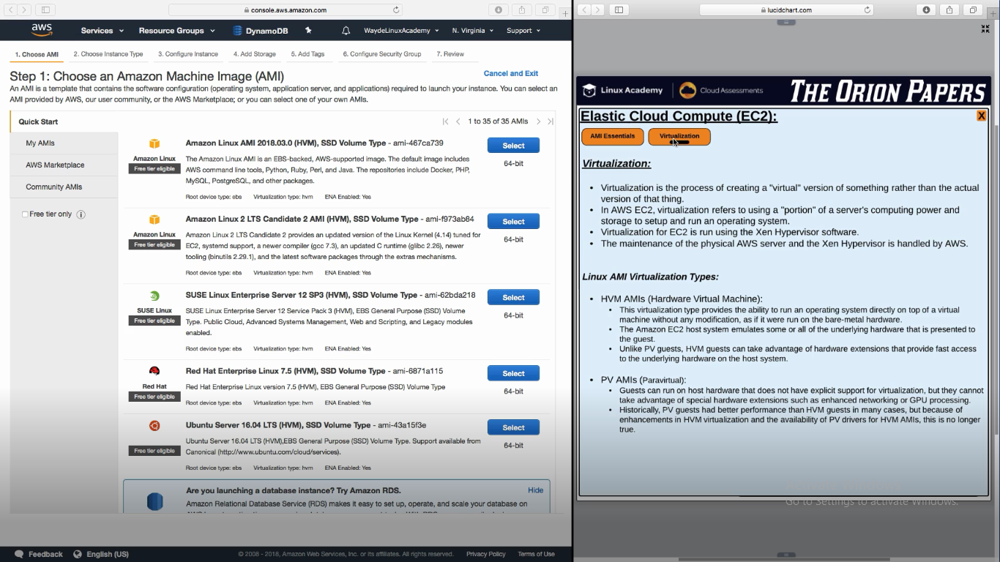 console.aws.amazon.com
aws
Services
Resource Groups
DynamoDB
WaydeLinuxAcademy
N. Virginia
Support
1. Choose AMI
2. Choose Instance Type
3. Configure Instance
4. Add Storage
5. Add Tags
6. Configure Security Group
7. Review
Step 1: Choose an Amazon Machine Image (AMI)
Cancel and Exit
An AMI is a template that contains the software configuration (operating system, application server, and applications) required to launch your instance. You can select an
AMI provided by AWS, our user community, or the AWS Marketplace; or you can select one of your own AMIs.
Quick Start
My AMIs
AWS Marketplace
Community AMIs
Free tier only
1 to 35 of 35 AMIs
Amazon Linux
Free tier eligible
Amazon Linux AMI 2018.03.0 (HVM), SSD Volume Type - ami-467ca739
The Amazon Linux AMI is an EBS-backed, AWS-supported image. The default image includes
AWS command line tools, Python, Ruby, Perl, and Java. The repositories include Docker, PHP,
MySQL, PostgreSQL, and other packages.
Root device type: ebs Virtualization type: hvm ENA Enabled: Yes
Select
64-bit
Amazon Linux
Free tier eligible
Amazon Linux 2 LTS Candidate 2 AMI (HVM), SSD Volume Type - ami-f973ab84
Amazon Linux 2 LTS Candidate 2 provides an updated version of the Linux Kernel (4.14) tuned for
EC2, systemd support, a newer compiler (gcc 7.3), an updated C runtime (glibc 2.26), newer
tooling (binutils 2.29.1), and the latest software packages through the extras mechanisms.
Root device type: ebs Virtualization type: hvm ENA Enabled: Yes
Select
64-bit
SUSE Linux
Free tier eligible
SUSE Linux Enterprise Server 12 SP3 (HVM), SSD Volume Type - ami-62bda218
SUSE Linux Enterprise Server 12 Service Pack 3 (HVM), EBS General Purpose (SSD) Volume
Type. Public Cloud, Advanced Systems Management, Web and Scripting, and Legacy modules
enabled.
Root device type: ebs Virtualization type: hvm ENA Enabled: Yes
Select
64-bit
Red Hat
Free tier eligible
Red Hat Enterprise Linux 7.5 (HVM), SSD Volume Type - ami-6871a115
Red Hat Enterprise Linux version 7.5 (HVM), EBS General Purpose (SSD) Volume Type
Root device type: ebs Virtualization type: hvm ENA Enabled: Yes
Select
64-bit
Free tier eligible
Ubuntu Server 16.04 LTS (HVM), SSD Volume Type - ami-43a15f3e
Ubuntu Server 16.04 LTS (HVM),EBS General Purpose (SSD) Volume Type. Support available from
Canonical (http://www.ubuntu.com/cloud/services).
Root device type: ebs Virtualization type: hvm ENA Enabled: Yes
Select
64-bit
Are you launching a database instance? Try Amazon RDS.
Hide
Amazon Relational Database Service (RDS) makes it easy to set up, operate, and scale your database on
Feedback
English (US)
© 2008 - 2018, Amazon Web Services, Inc. or its affiliates. All rights reserved.
Privacy Policy
Terms of Use
lucidchart.com
Linux Academy
Cloud Assessments
THE ORION PAPERS
Elastic Cloud Compute (EC2):
X
AMI Essentials
Virtualization
Virtualization:
• Virtualization is the process of creating a "virtual" version of something rather than the actual
version of that thing.
• In AWS EC2, virtualization refers to using a "portion" of a server's computing power and
storage to setup and run an operating system.
• Virtualization for EC2 is run using the Xen Hypervisor software.
• The maintenance of the physical AWS server and the Xen Hypervisor is handled by AWS.
Linux AMI Virtualization Types:
• HVM AMIs (Hardware Virtual Machine):
• This virtualization type provides the ability to run an operating system directly on top of a virtual
machine without any modification, as if it were run on the bare-metal hardware.
• The Amazon EC2 host system emulates some or all of the underlying hardware that is presented to
the guest.
• Unlike PV guests, HVM guests can take advantage of hardware extensions that provide fast access
to the underlying hardware on the host system.
• PV AMIs (Paravirtual):
• Guests can run on host hardware that does not have explicit support for virtualization, but they cannot
take advantage of special hardware extensions such as enhanced networking or GPU processing.
• Historically, PV guests had better performance than HVM guests in many cases, but because of
enhancements in HVM virtualization and the availability of PV drivers for HVM AMIs, this is no longer
true.
Go to Settings to activate Windows.